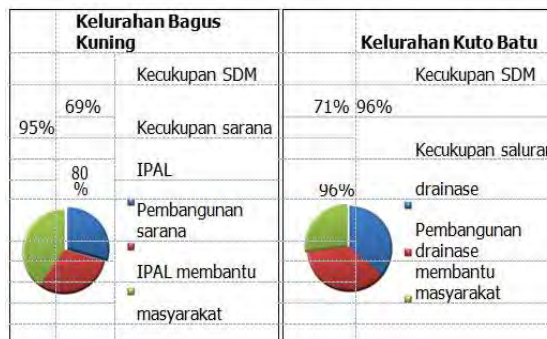 Kelurahan Bagus
Kuning
Kecukupan SDM
69%
95%
Kecukupan sarana
80
%
IPAL
Pembangunan
sarana
IPAL membantu
masyarakat
Kelurahan Kuto Batu
Kecukupan SDM
71% 96%
Kecukupan saluran
96%
drainase
Pembangunan
drainase
membantu
masyarakat